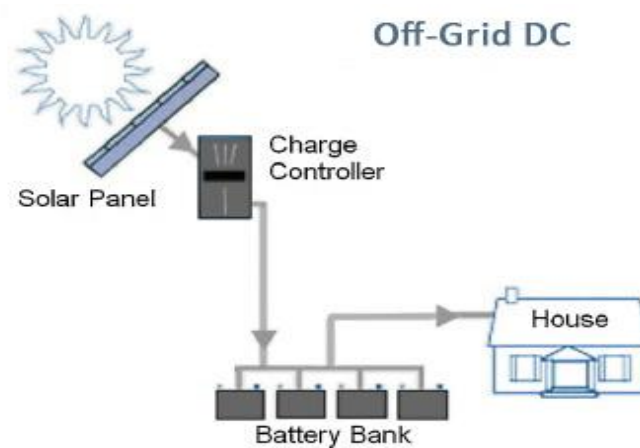 Off-Grid DC
Charge
Controller
Solar Panel
House
Battery Bank